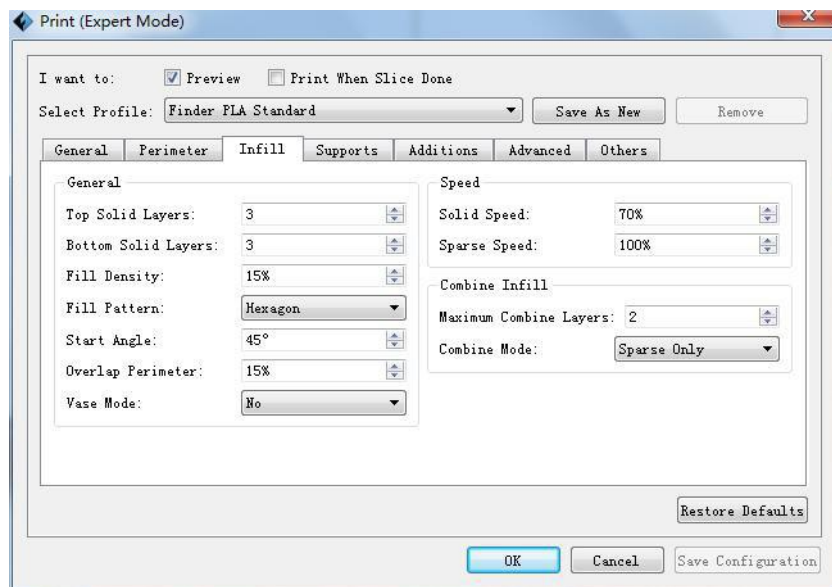 Print (Expert Mode)
I want to: Preview Print When Slice Done
Select Profile: Finder PLA Standard Save As New Remove
General Perimeter Infill Supports Additions Advanced Others
General
Top Solid Layers: 3
Bottom Solid Layers: 3
Fill Density: 15%
Fill Pattern: Hexagon
Start Angle: 45°
Overlap Perimeter: 15%
Vase Mode: No
Speed
Solid Speed: 70%
Sparse Speed: 100%
Combine Infill
Maximum Combine Layers: 2
Combine Mode: Sparse Only
Restore Defaults
OK Cancel Save Configuration